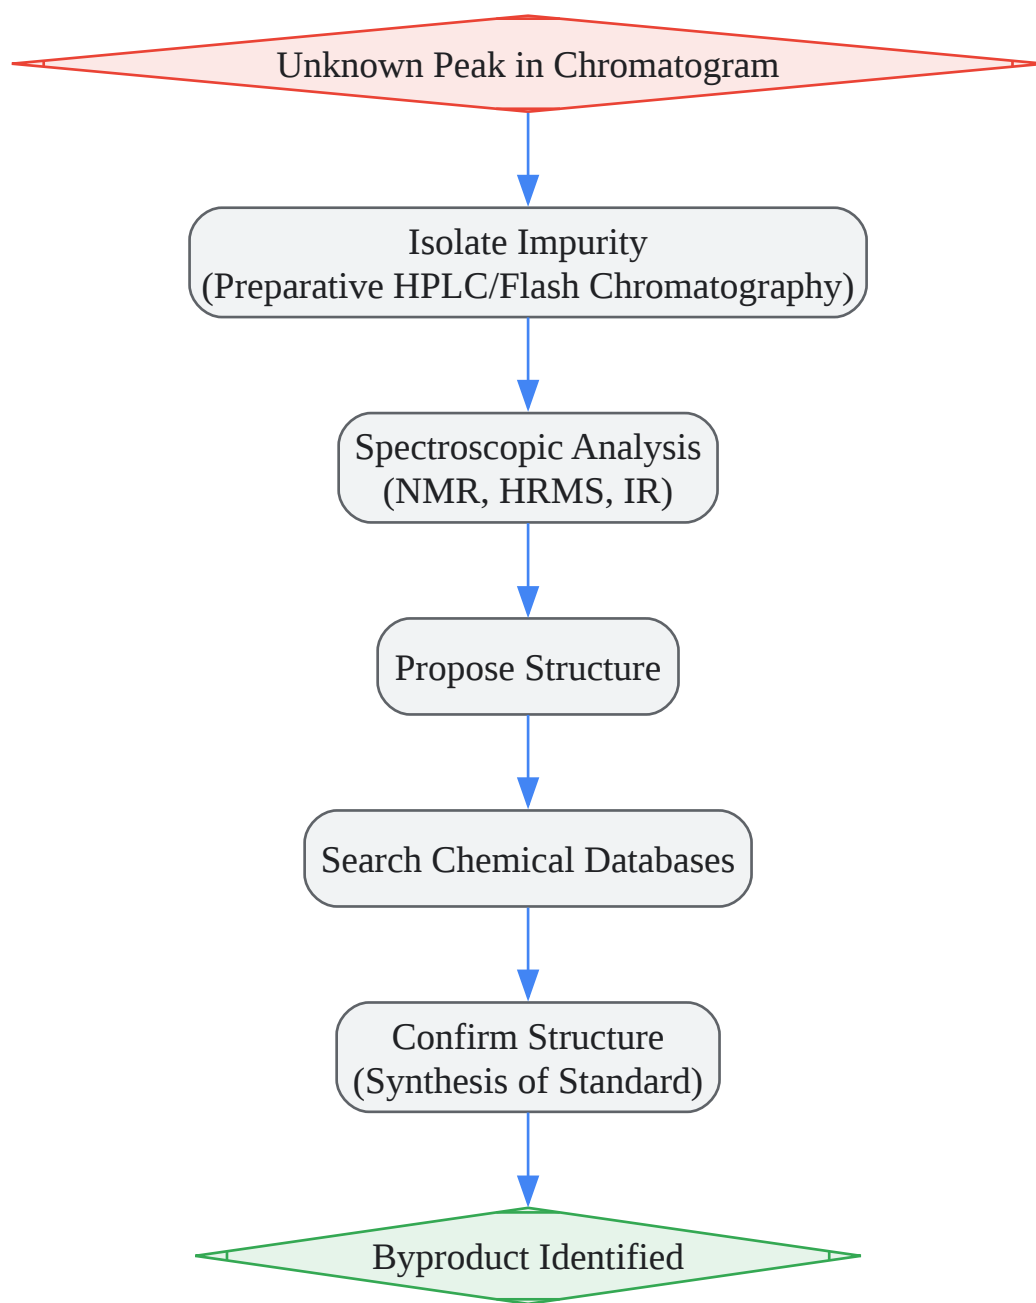 Unknown Peak in Chromatogram
Isolate Impurity
(Preparative HPLC/Flash Chromatography)
Spectroscopic Analysis
(NMR, HRMS, IR)
Propose Structure
Search Chemical Databases
Confirm Structure
(Synthesis of Standard)
Byproduct Identified